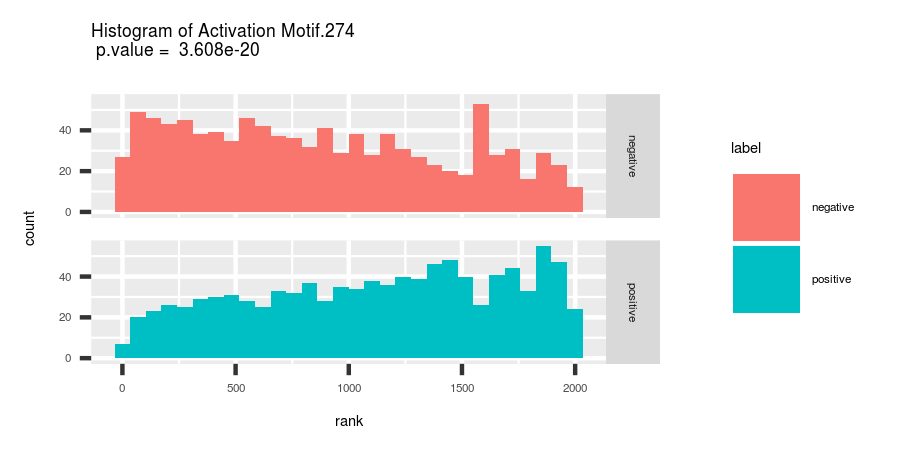 Histogram of Activation Motif.274
p.value =  3.608e-20
count
40
20
0
negative
40
20
0
positive
0 500 1000 1500 2000
rank
label
negative
positive